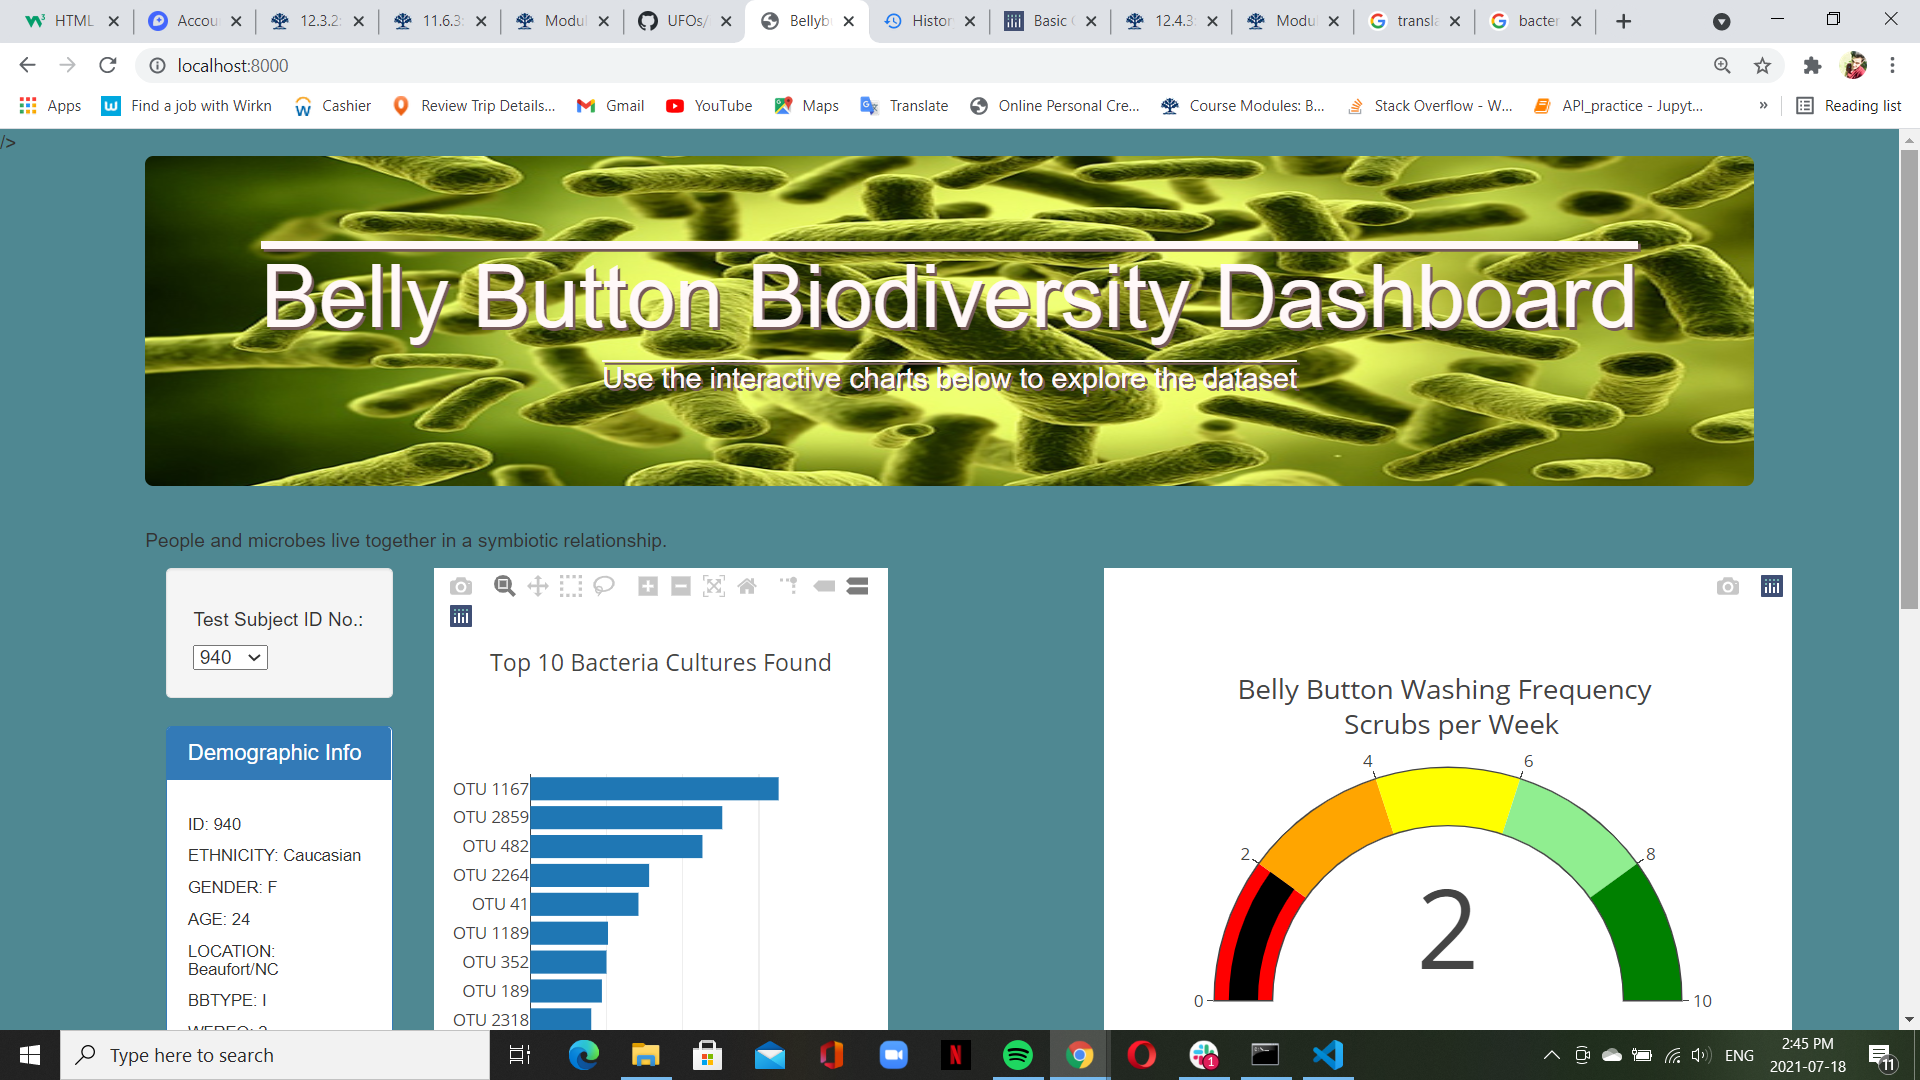 HTML
Accou
12.3.2
11.6.3
Modul
UFOs/
Bellyb
Histor
Basic
12.4.3
Modul
transla
bacter
localhost:8000
Apps
Find a job with Wirkn
Cashier
Review Trip Details...
Gmail
YouTube
Maps
Translate
Online Personal Cre...
Course Modules: B...
Stack Overflow - W...
API_practice - Jupyt...
»
Reading list
/>
Belly Button Biodiversity Dashboard
Use the interactive charts below to explore the dataset
People and microbes live together in a symbiotic relationship.
Test Subject ID No.:
940
Demographic Info
ID: 940
ETHNICITY: Caucasian
GENDER: F
AGE: 24
LOCATION:
Beaufort/NC
BBTYPE: I
WFREQ: 2
Top 10 Bacteria Cultures Found
OTU 1167
OTU 2859
OTU 482
OTU 2264
OTU 41
OTU 1189
OTU 352
OTU 189
OTU 2318
Belly Button Washing Frequency
Scrubs per Week
0
2
4
6
8
10
2
Type here to search
1
ENG
2:45 PM
2021-07-18
11